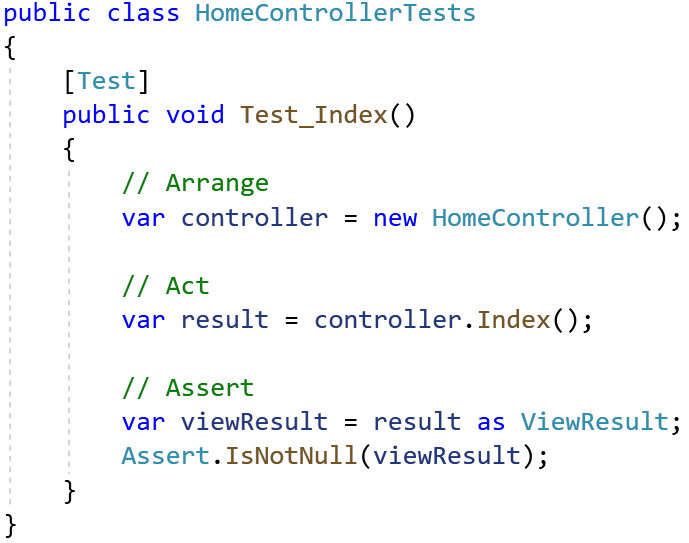 public class HomeControllerTests
{
    [Test]
    public void Test_Index()
    {
        // Arrange
        var controller = new HomeController();

        // Act
        var result = controller.Index();

        // Assert
        var viewResult = result as ViewResult;
        Assert.IsNotNull(viewResult);
    }
}